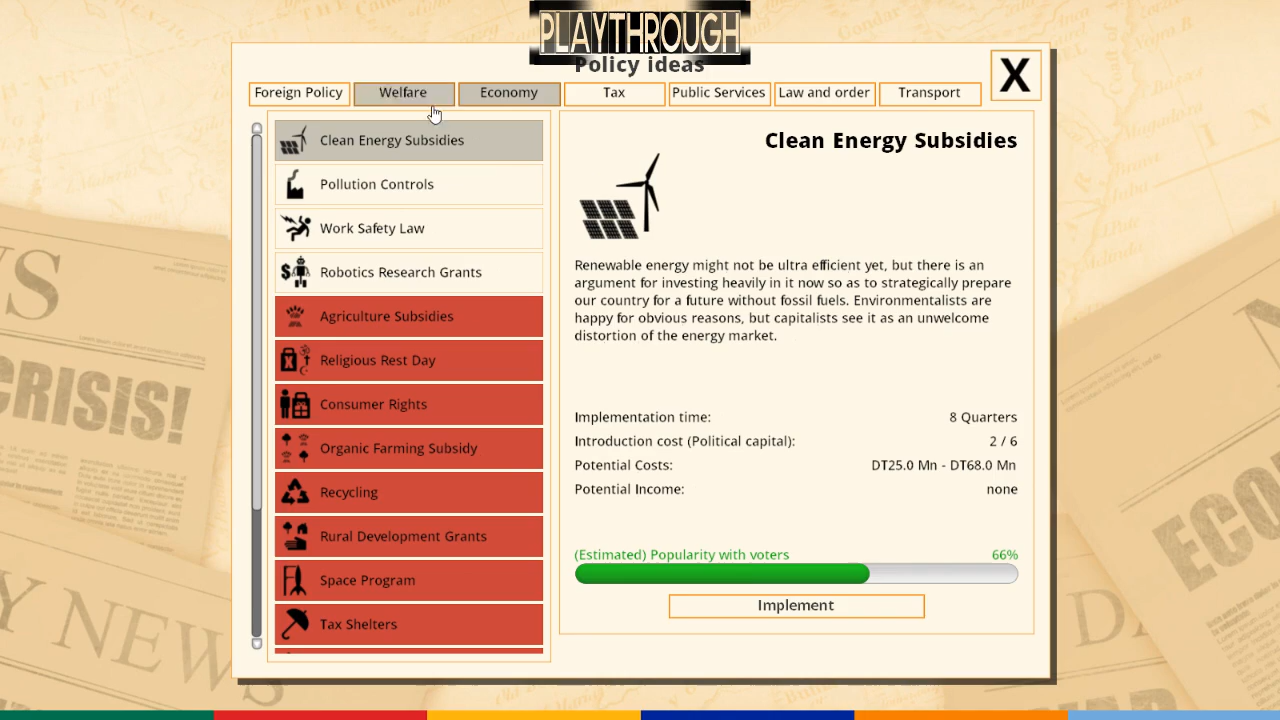 PLAYTHROUGH
Policy ideas
X
Foreign Policy
Welfare
Economy
Tax
Public Services
Law and order
Transport
Clean Energy Subsidies
Pollution Controls
Work Safety Law
Robotics Research Grants
Agriculture Subsidies
Religious Rest Day
Consumer Rights
Organic Farming Subsidy
Recycling
Rural Development Grants
Space Program
Tax Shelters
Clean Energy Subsidies
Renewable energy might not be ultra efficient yet, but there is an
argument for investing heavily in it now so as to strategically prepare
our country for a future without fossil fuels. Environmentalists are
happy for obvious reasons, but capitalists see it as an unwelcome
distortion of the energy market.
Implementation time: 8 Quarters
Introduction cost (Political capital): 2 / 6
Potential Costs: DT25.0 Mn - DT68.0 Mn
Potential Income: none
(Estimated) Popularity with voters 66%
Implement
CRISIS!
Y NEWS
ECO